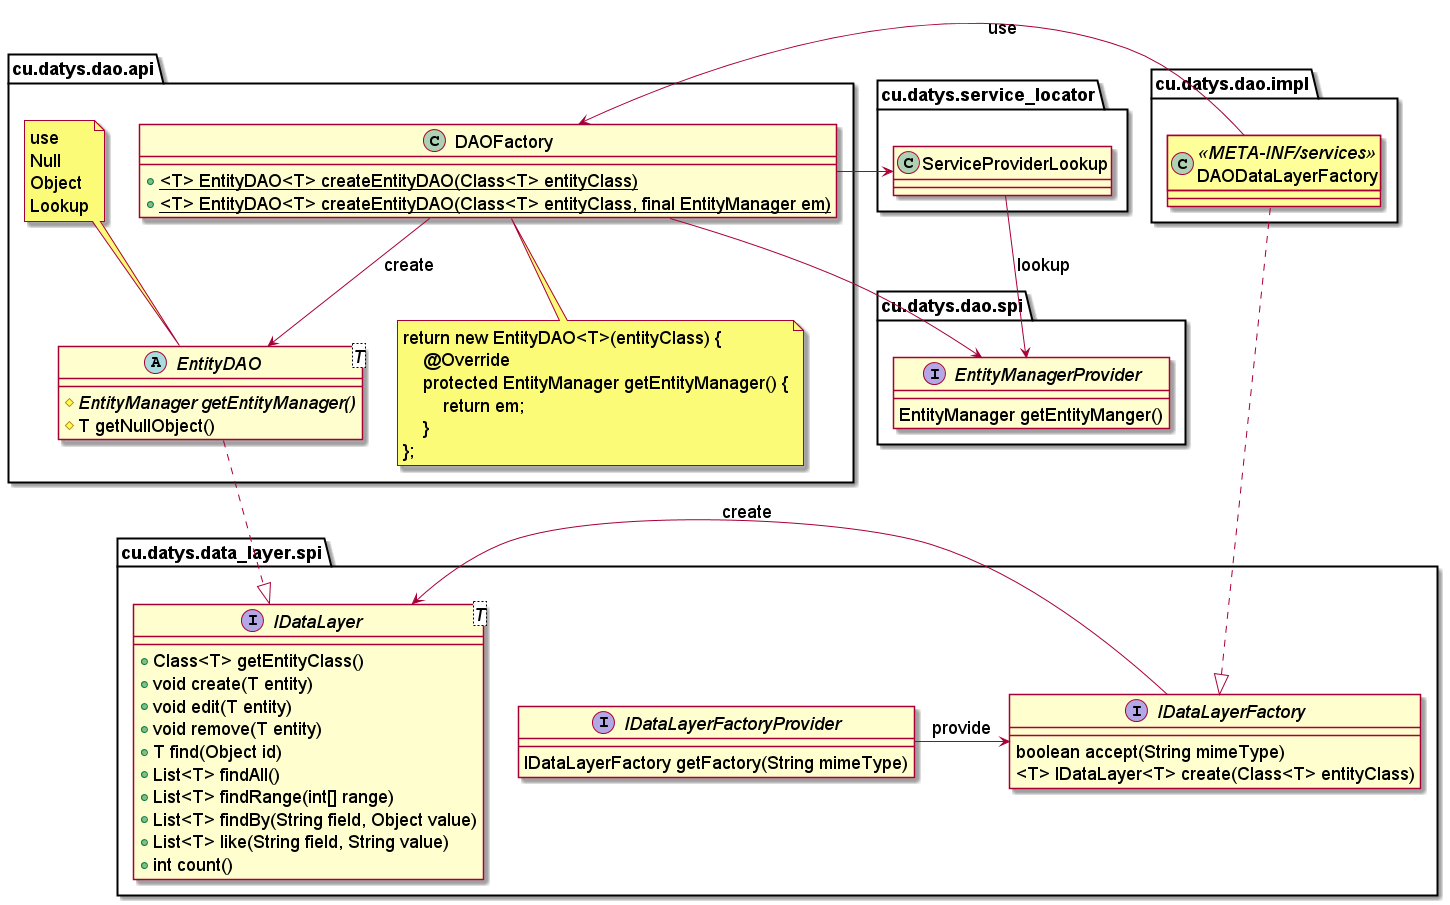 use
cu.datys.dao.api
cu.datys.service_locator
cu.datys.dao.impl
use
Null
Object
Lookup
C DAOFactory
<T> EntityDAO<T> createEntityDAO(Class<T> entityClass)
<T> EntityDAO<T> createEntityDAO(Class<T> entityClass, final EntityManager em)
C ServiceProviderLookup
C «META-INF/services»
DAODataLayerFactory
create
lookup
cu.datys.dao.spi
return new EntityDAO<T>(entityClass) {
@Override
protected EntityManager getEntityManager() {
return em;
}
};
A EntityDAO
T
EntityManager getEntityManager()
T getNullObject()
I EntityManagerProvider
EntityManager getEntityManger()
create
cu.datys.data_layer.spi
I IDataLayer
T
Class<T> getEntityClass()
void create(T entity)
void edit(T entity)
void remove(T entity)
T find(Object id)
List<T> findAll()
List<T> findRange(int[] range)
List<T> findBy(String field, Object value)
List<T> like(String field, String value)
int count()
I IDataLayerFactoryProvider
IDataLayerFactory getFactory(String mimeType)
provide
I IDataLayerFactory
boolean accept(String mimeType)
<T> IDataLayer<T> create(Class<T> entityClass)